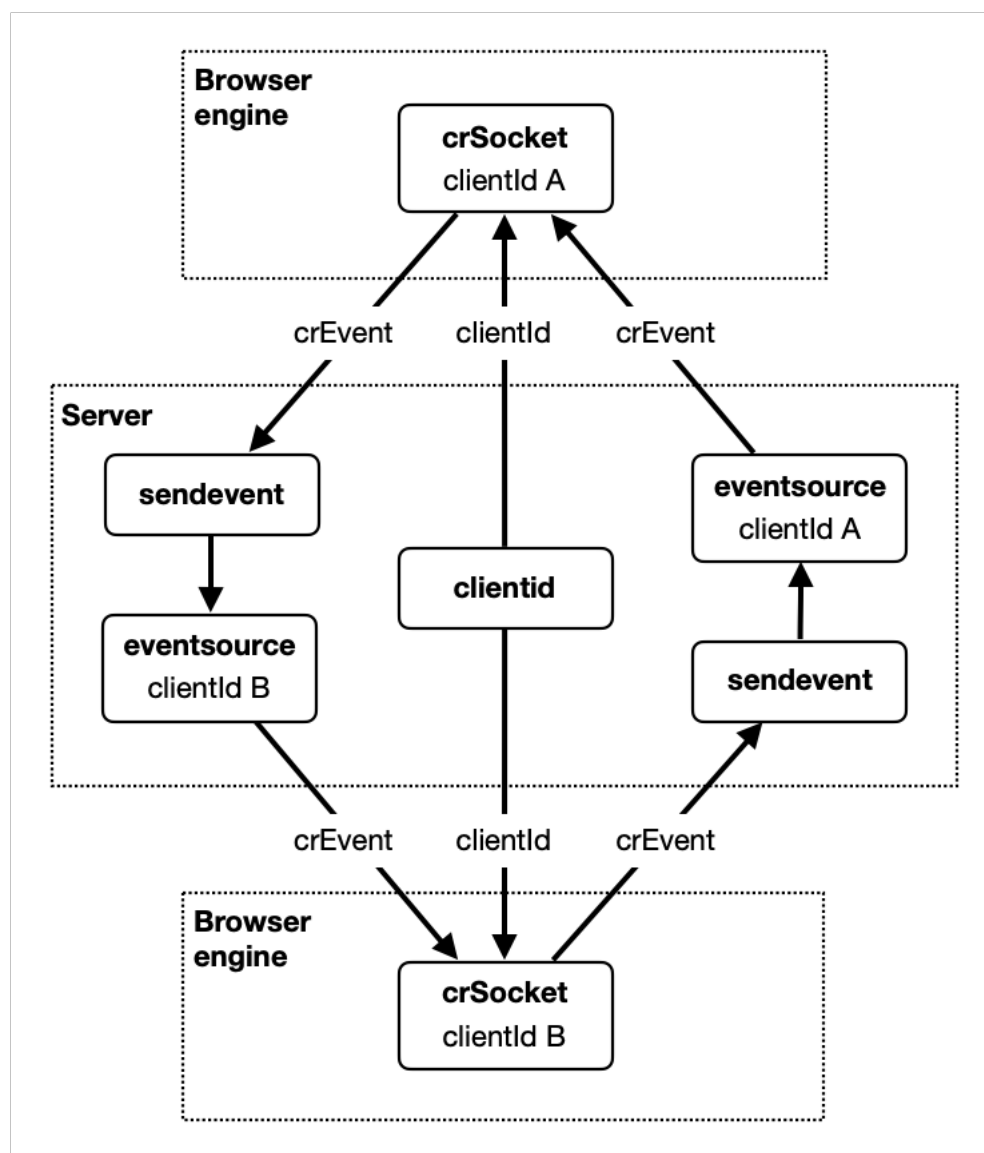 Browser
engine
crSocket
clientId A
crEvent
clientId
crEvent
Server
sendevent
eventsource
clientId A
clientid
eventsource
clientId B
sendevent
crEvent
clientId
crEvent
Browser
engine
crSocket
clientId B